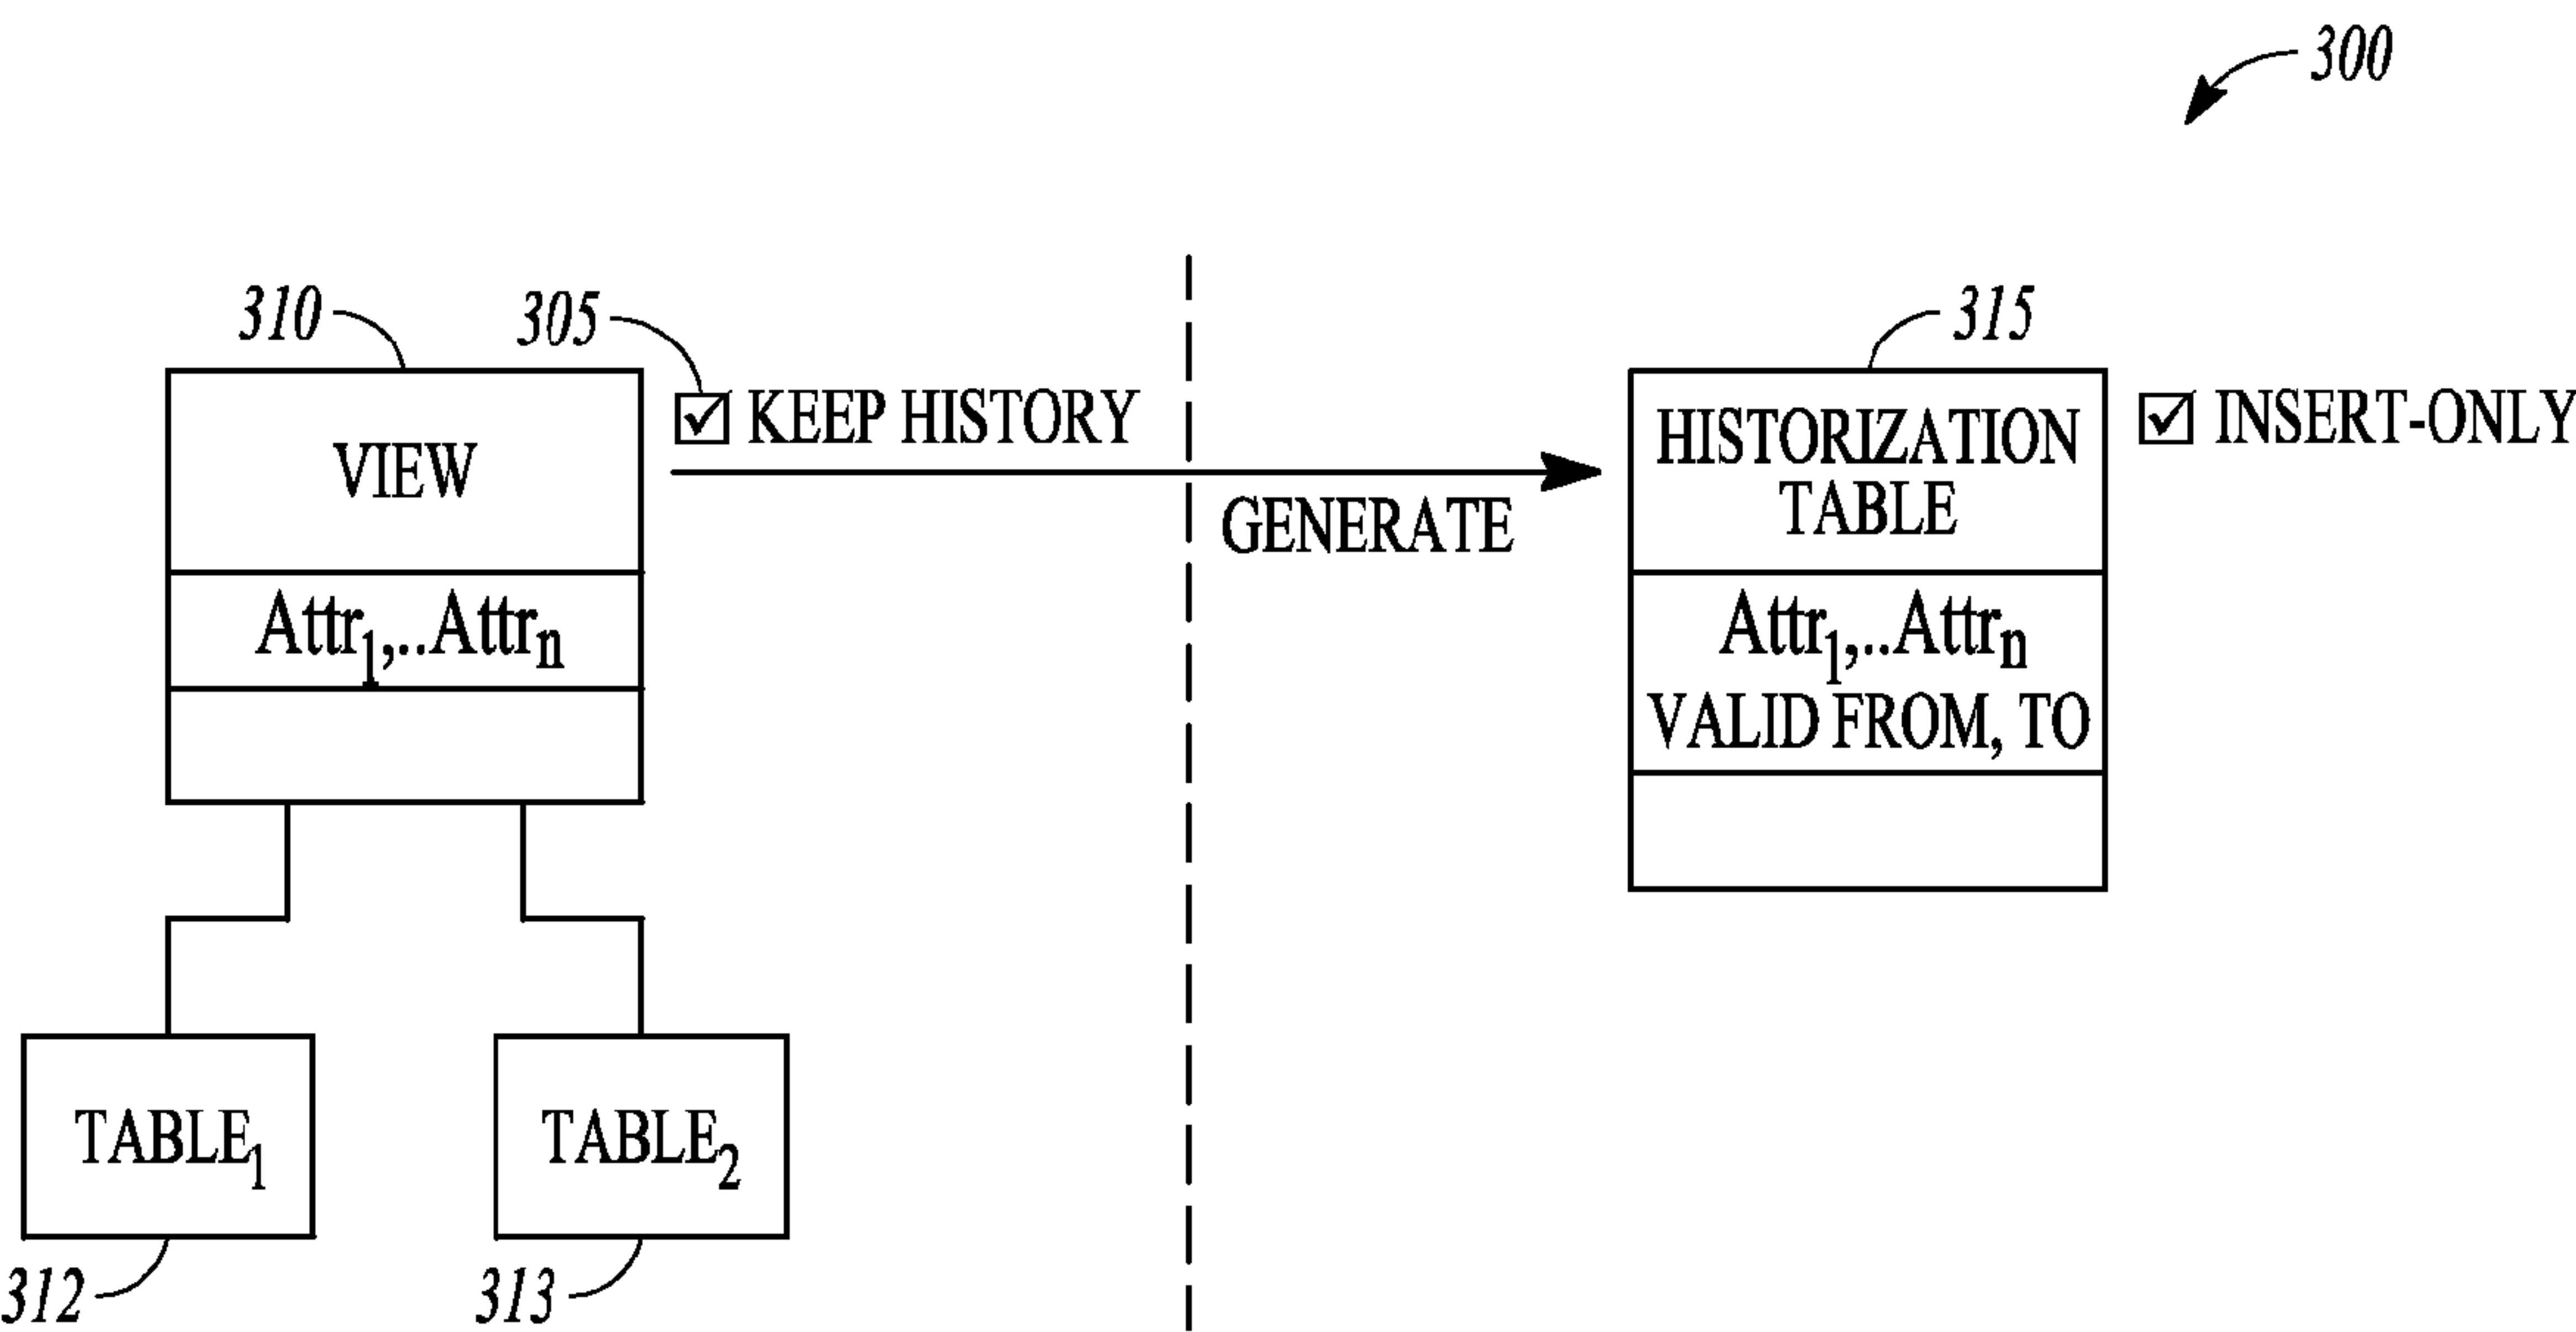 300
310
305
315
KEEP HISTORY
INSERT-ONLY
VIEW
HISTORIZATION
TABLE
GENERATE
Attr1,..Attrn
Attr1,..Attrn
VALID FROM, TO
TABLE1
TABLE2
312
313